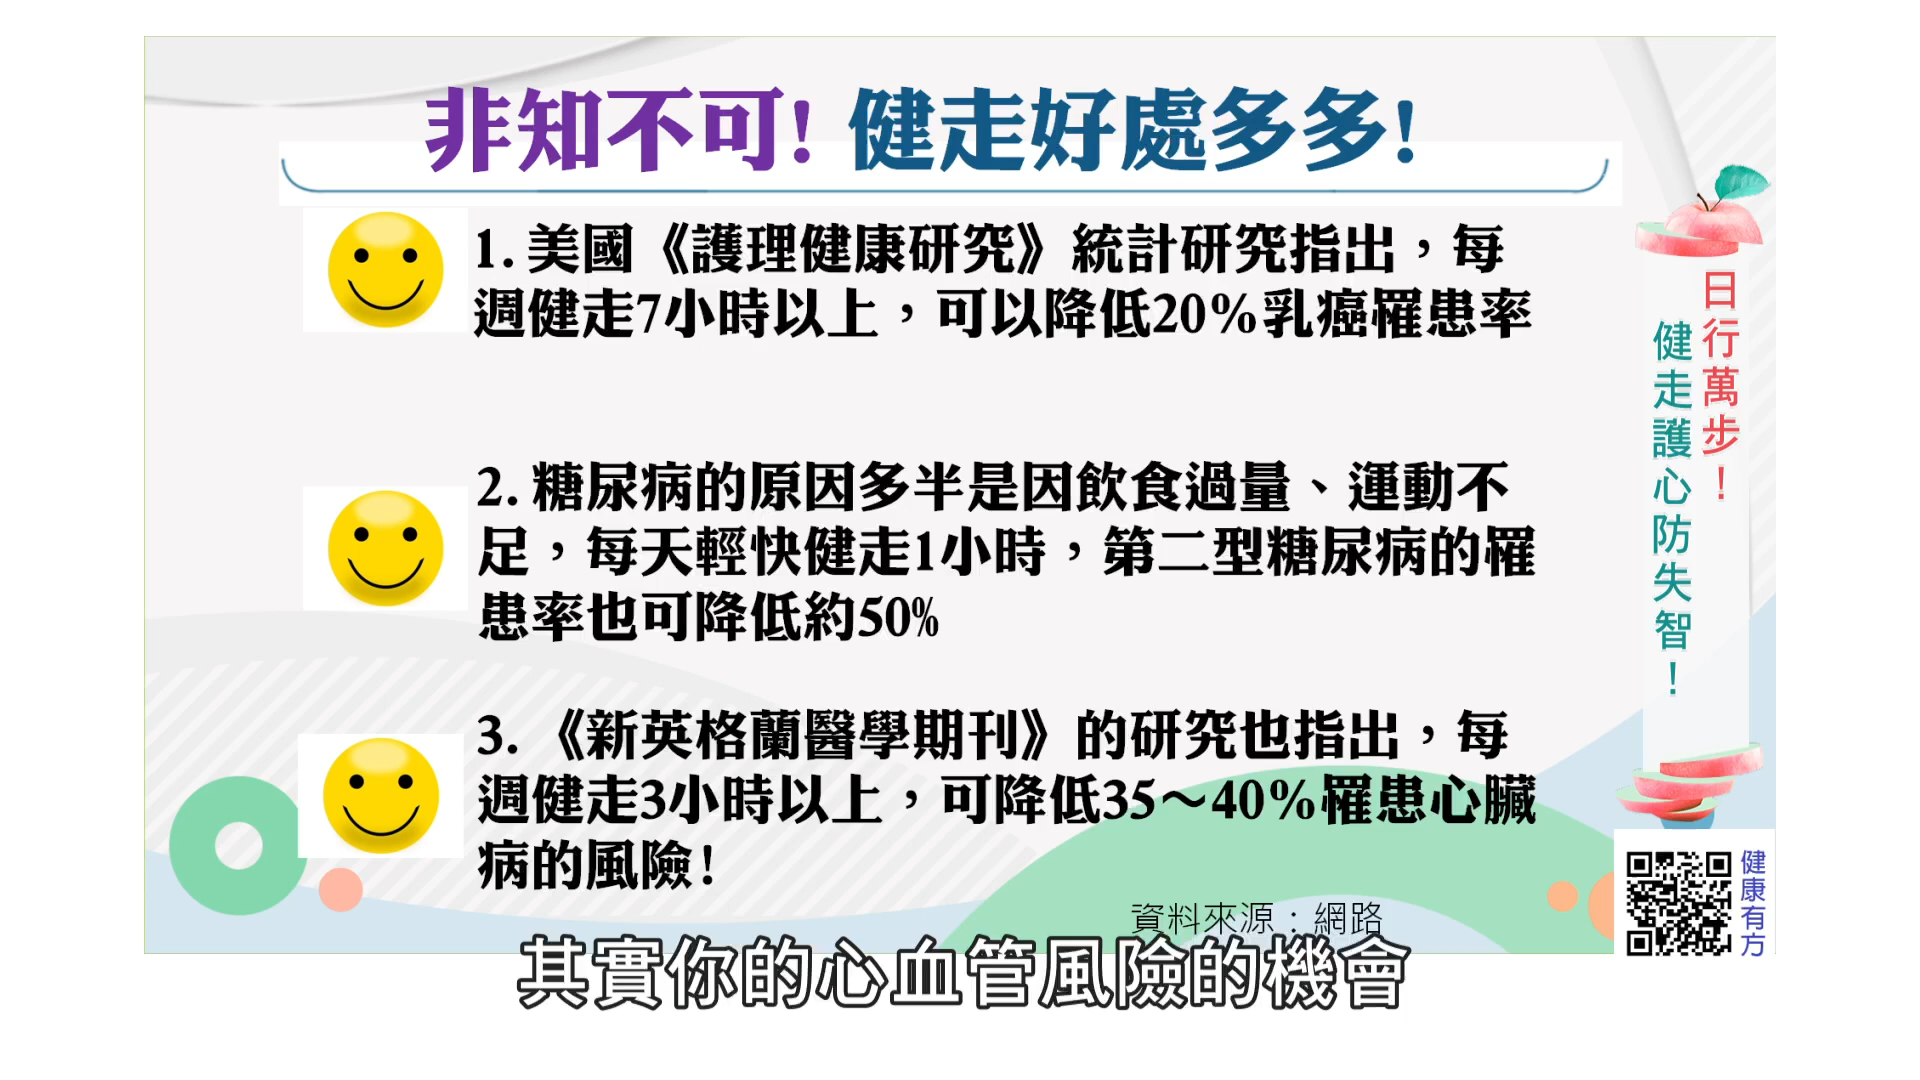 非知不可! 健走好處多多!
1. 美國《護理健康研究》統計研究指出，每
週健走7小時以上，可以降低20%乳癌罹患率
2. 糖尿病的原因多半是因飲食過量、運動不
足，每天輕快健走1小時，第二型糖尿病的罹
患率也可降低約50%
3. 《新英格蘭醫學期刊》的研究也指出，每
週健走3小時以上，可降低35～40%罹患心臟
病的風險!
資料來源：網路
日行萬步！
健走護心防失智！
健康有方
其實你的心血管風險的機會